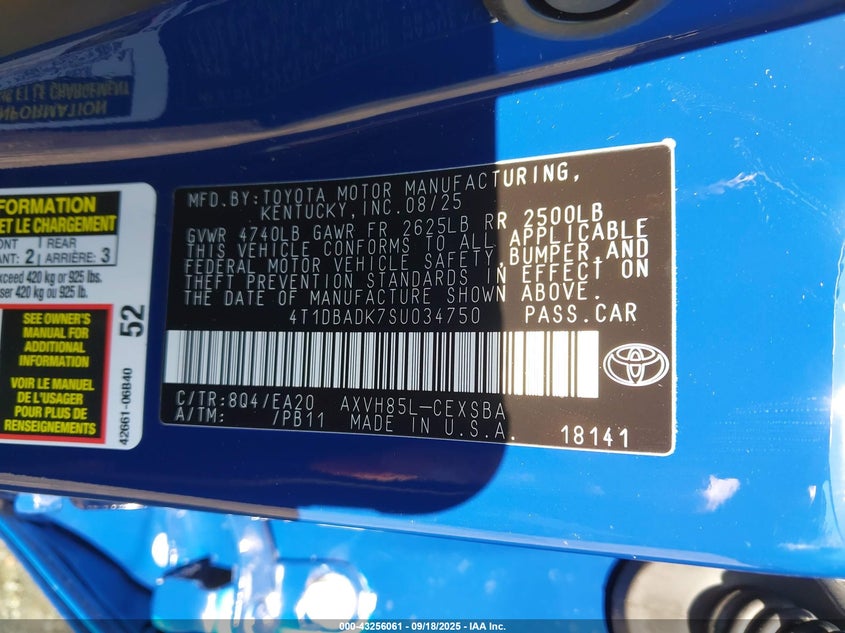 MFD. BY: TOYOTA MOTOR MANUFACTURING,
KENTUCKY, INC. 08/25
GVWR 4740LB GAWR FR 2625LB RR 2500LB
THIS VEHICLE CONFORMS TO ALL APPLICABLE
FEDERAL MOTOR VEHICLE SAFETY, BUMPER, AND
THEFT PREVENTION STANDARDS IN EFFECT ON
THE DATE OF MANUFACTURE SHOWN ABOVE.
4T1DBADK7SU034750 PASS. CAR
C/TR: 8Q4/EA20 AXVH85L-CEXSBA
A/TM: /PB11 MADE IN U.S.A.
18141
FORMATION
ET LE CHARGEMENT
REAR
ANT: 2 ARRIÈRE: 3
420 kg or 925 lbs.
420 kg ou 925 lb.
SEE OWNER'S
MANUAL FOR
ADDITIONAL
INFORMATION
VOIR LE MANUEL
DE L'USAGER
POUR PLUS DE
RENSEIGNEMENTS
52
42661-06B40
000-43256061 - 09/18/2025 - IAA Inc.